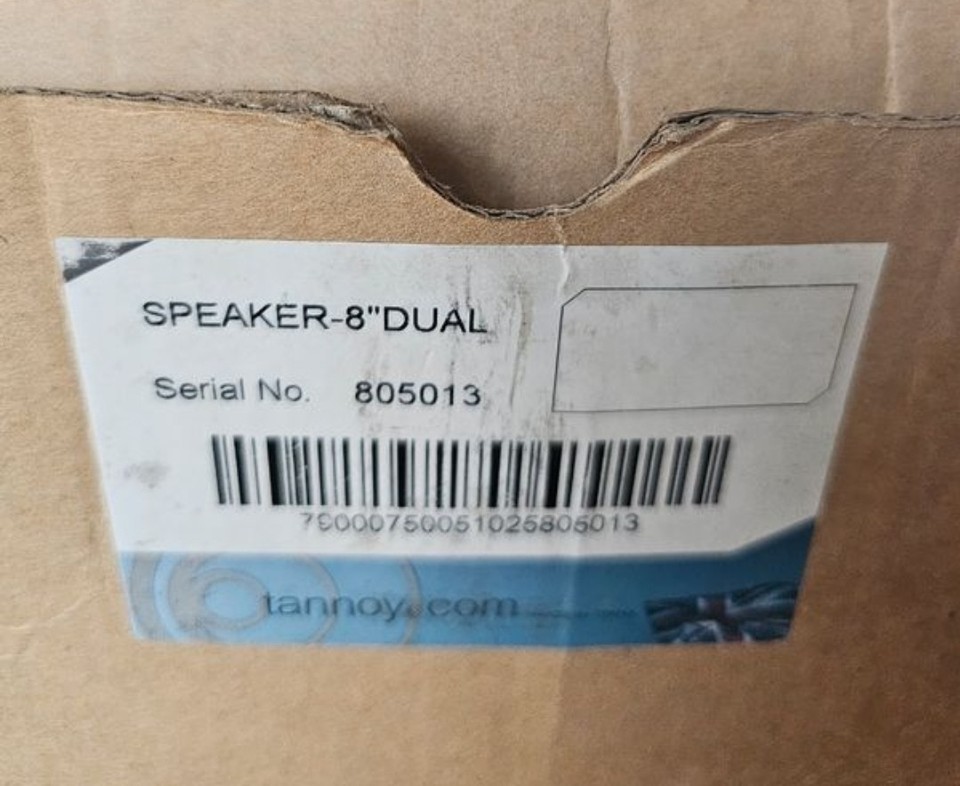 SPEAKER-8"DUAL
Serial No. 805013
79000750051025805013
tannoy.com